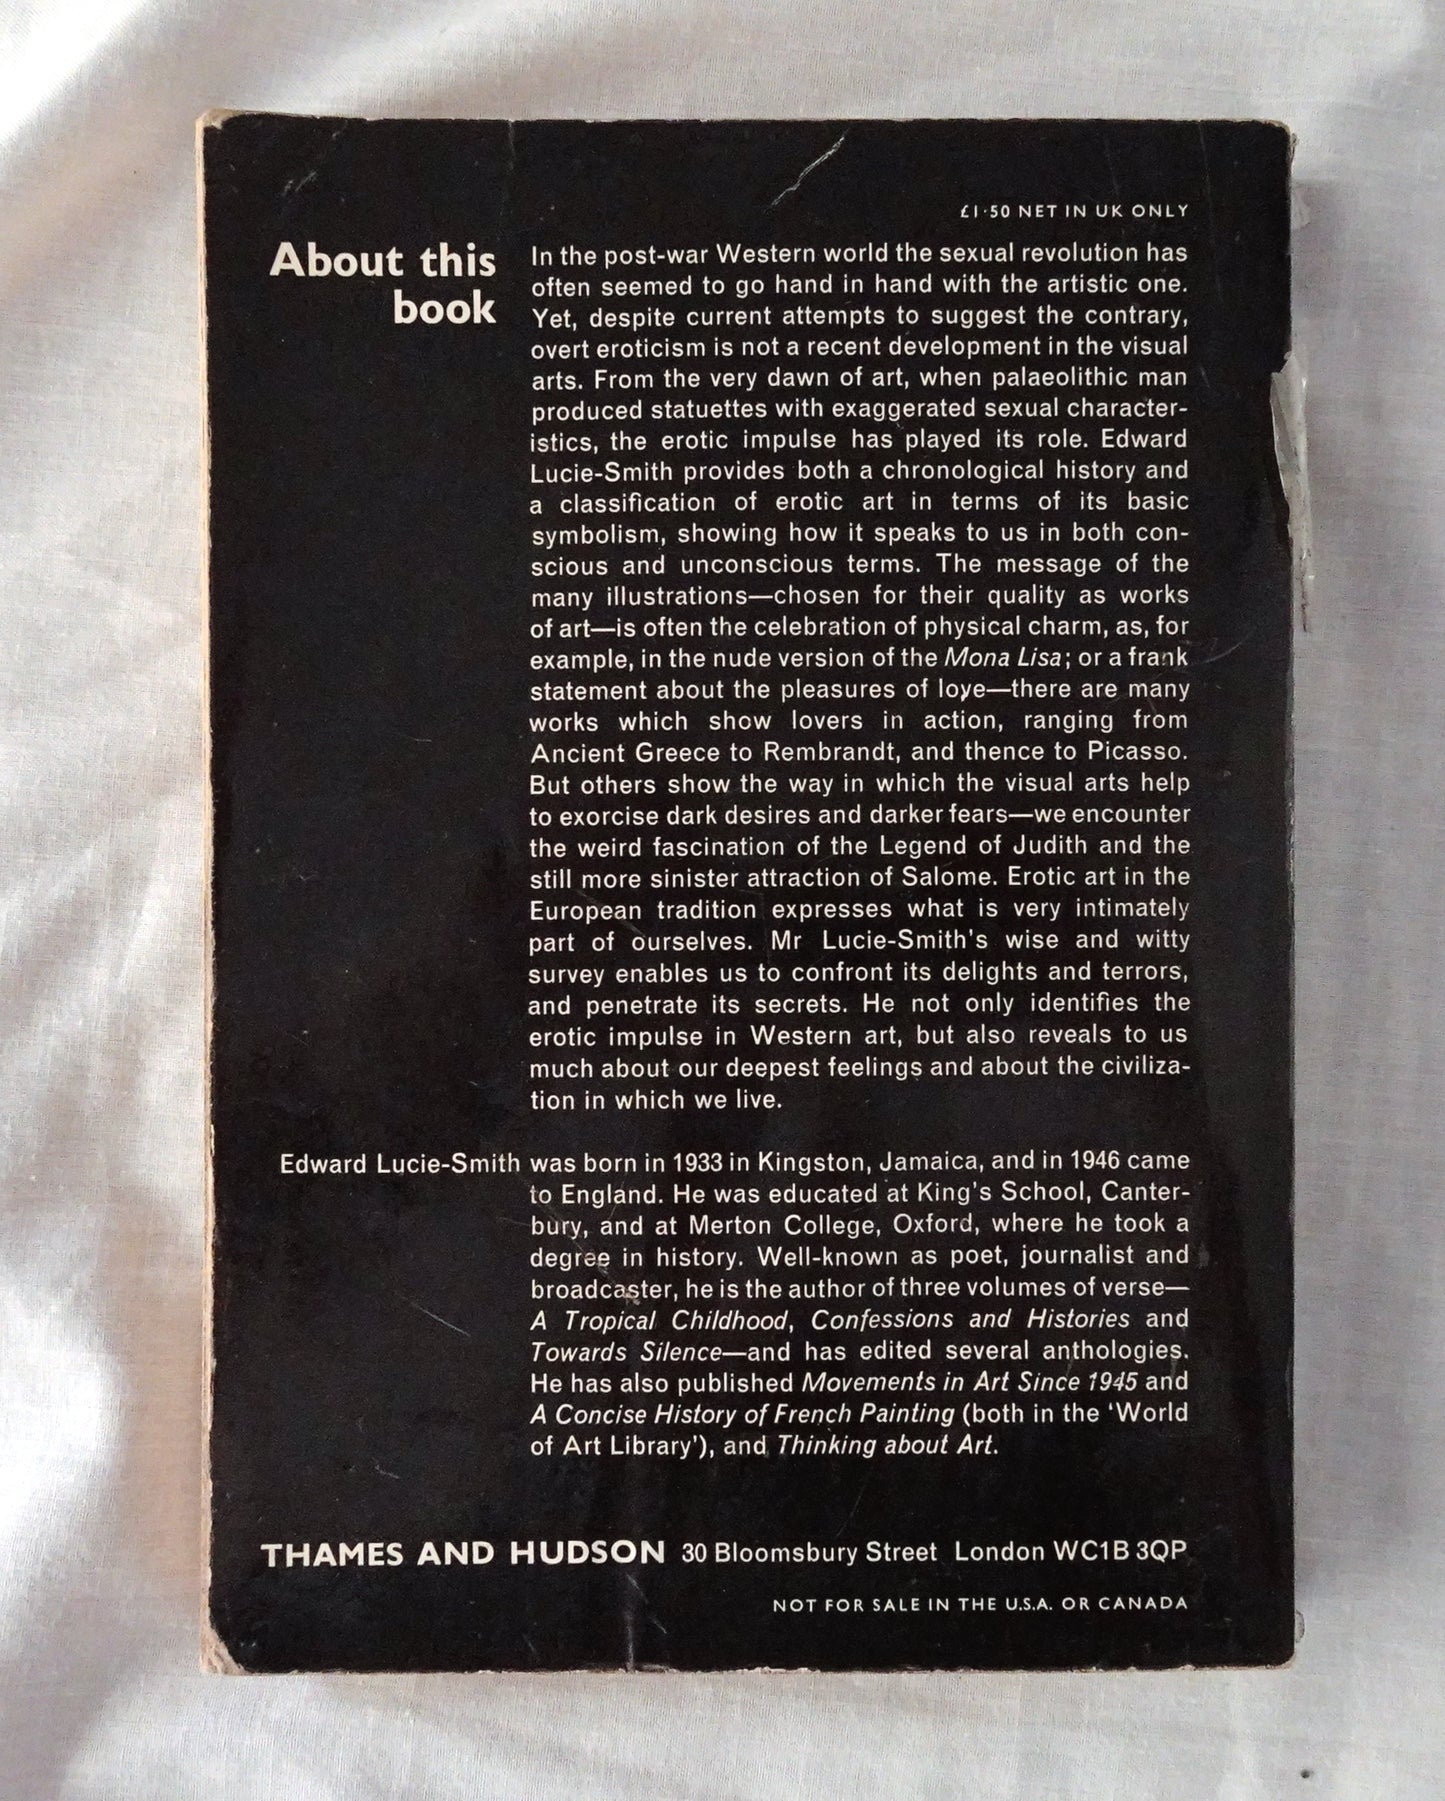 £1·50 NET IN UK ONLY
About this
book
In the post-war Western world the sexual revolution has
often seemed to go hand in hand with the artistic one.
Yet, despite current attempts to suggest the contrary,
overt eroticism is not a recent development in the visual
arts. From the very dawn of art, when palaeolithic man
produced statuettes with exaggerated sexual character-
istics, the erotic impulse has played its role. Edward
Lucie-Smith provides both a chronological history and
a classification of erotic art in terms of its basic
symbolism, showing how it speaks to us in both con-
scious and unconscious terms. The message of the
many illustrations—chosen for their quality as works
of art—is often the celebration of physical charm, as, for
example, in the nude version of the Mona Lisa; or a frank
statement about the pleasures of love—there are many
works which show lovers in action, ranging from
Ancient Greece to Rembrandt, and thence to Picasso.
But others show the way in which the visual arts help
to exorcise dark desires and darker fears—we encounter
the weird fascination of the Legend of Judith and the
still more sinister attraction of Salome. Erotic art in the
European tradition expresses what is very intimately
part of ourselves. Mr Lucie-Smith's wise and witty
survey enables us to confront its delights and terrors,
and penetrate its secrets. He not only identifies the
erotic impulse in Western art, but also reveals to us
much about our deepest feelings and about the civiliza-
tion in which we live.
Edward Lucie-Smith was born in 1933 in Kingston, Jamaica, and in 1946 came
to England. He was educated at King's School, Canter-
bury, and at Merton College, Oxford, where he took a
degree in history. Well-known as poet, journalist and
broadcaster, he is the author of three volumes of verse—
A Tropical Childhood, Confessions and Histories and
Towards Silence—and has edited several anthologies.
He has also published Movements in Art Since 1945 and
A Concise History of French Painting (both in the 'World
of Art Library'), and Thinking about Art.
THAMES AND HUDSON 30 Bloomsbury Street London WC1B 3QP
NOT FOR SALE IN THE U.S.A. OR CANADA